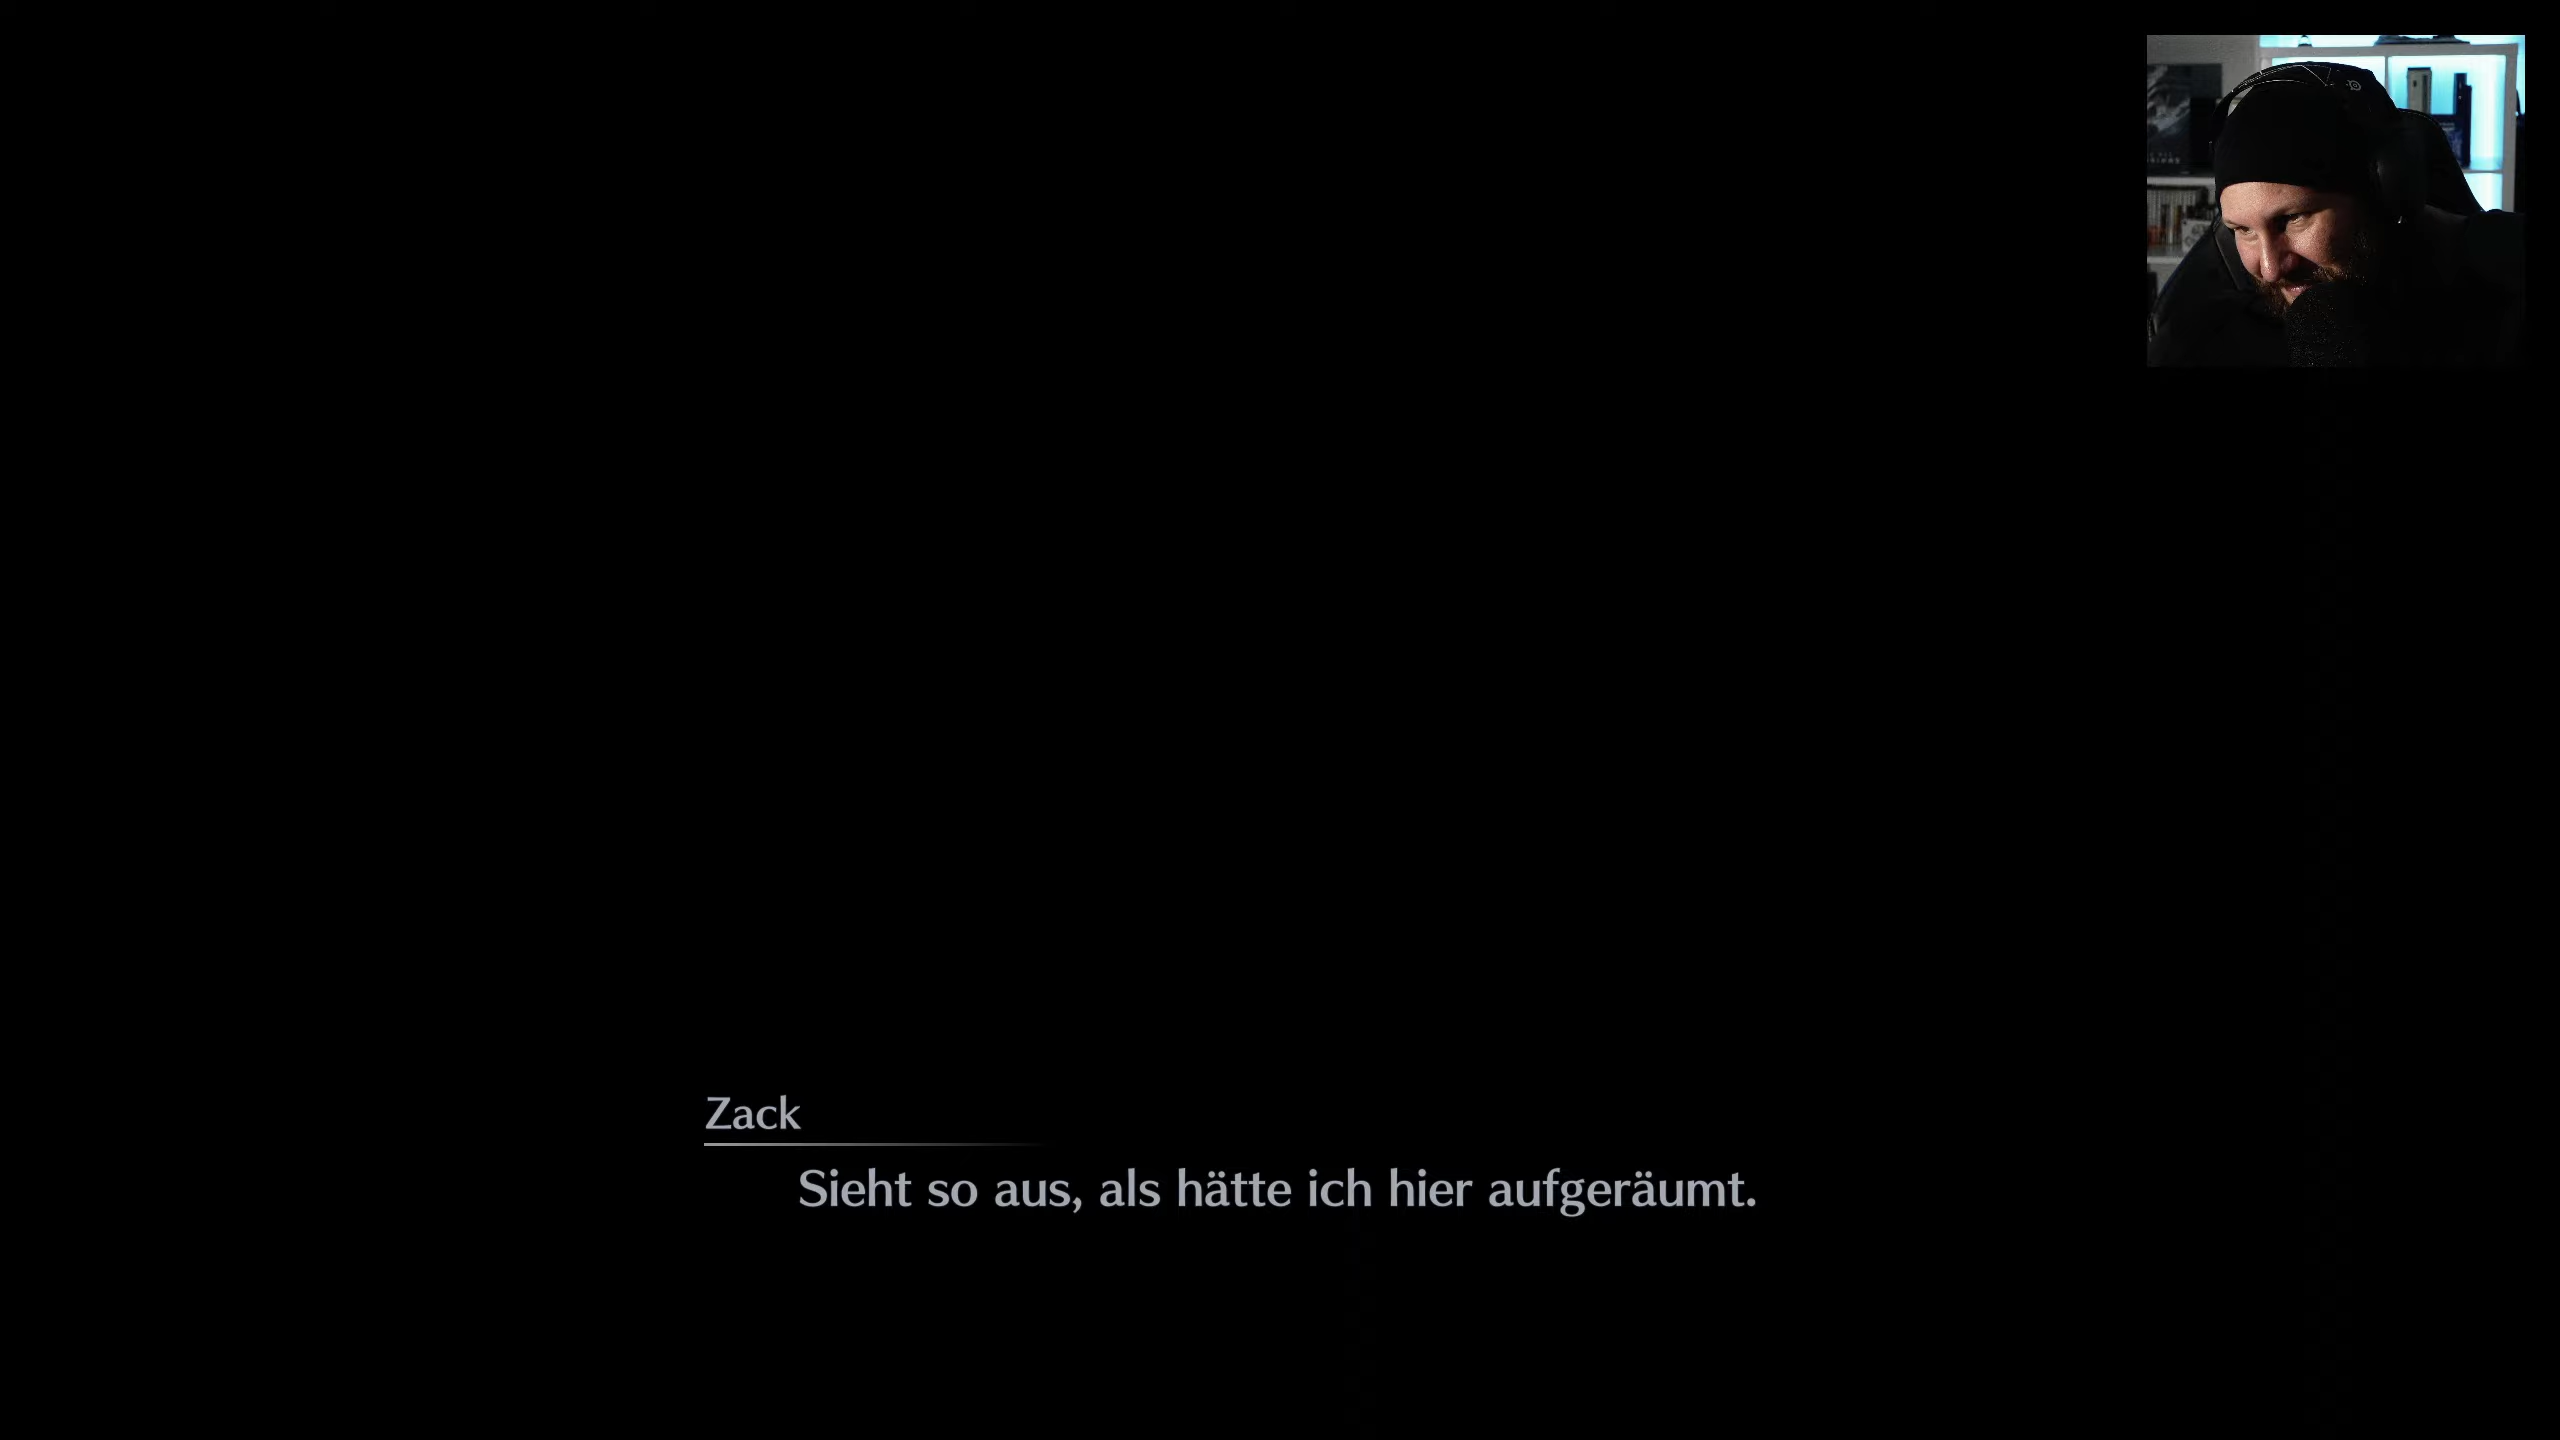 Zack
Sieht so aus, als hätte ich hier aufgeräumt.